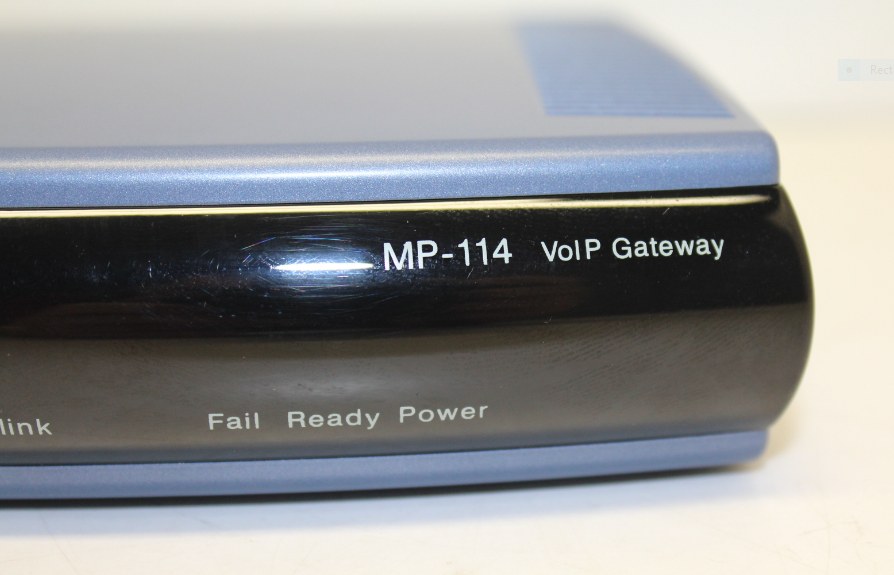 MP-114 VoIP Gateway
link Fail Ready Power